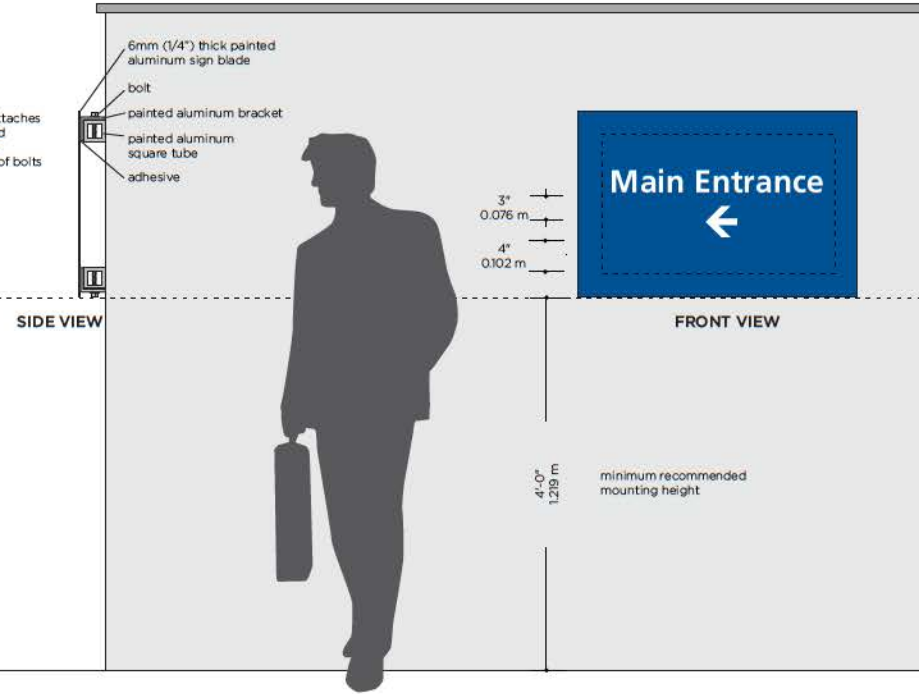 6mm (1/4") thick painted
aluminum sign blade
bolt
painted aluminum bracket
painted aluminum
square tube
adhesive
of bolts
SIDE VIEW
3"
0.076 m
4"
0.102 m
Main Entrance
←
FRONT VIEW
4'-0"
1.219 m
minimum recommended
mounting height